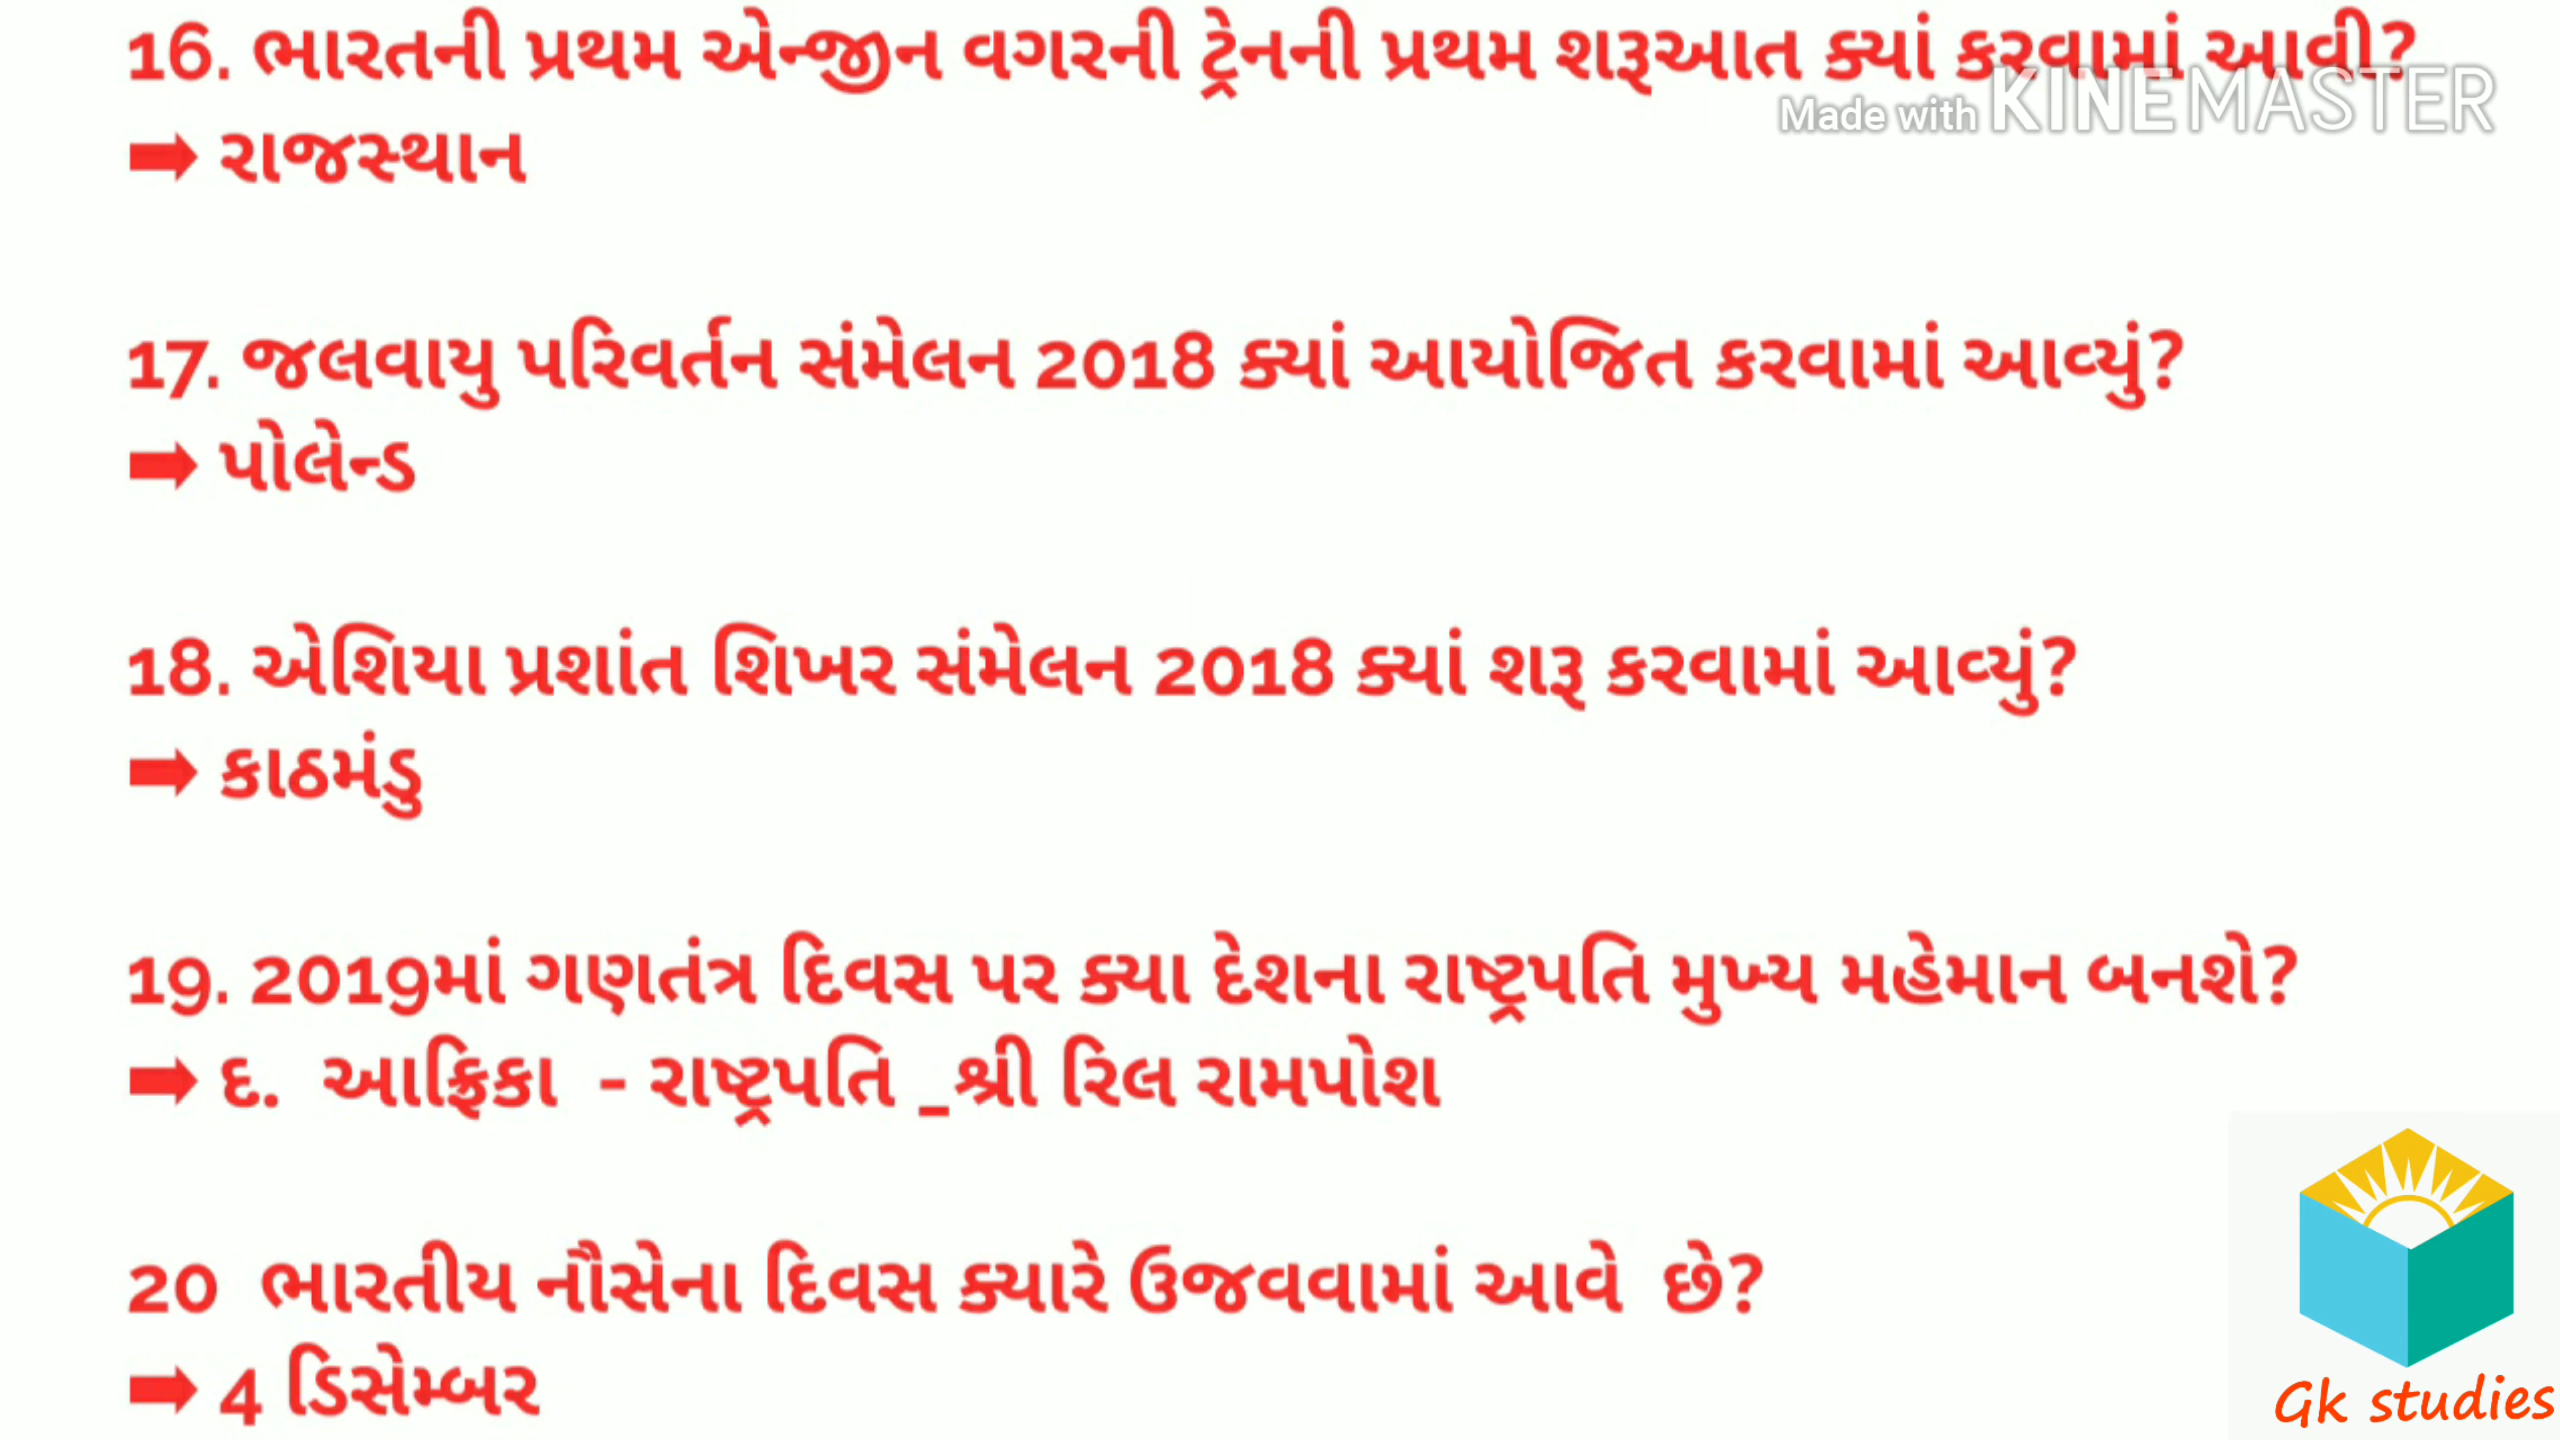 16. ભારતની પ્રથમ એન્જીન વગરની ટ્રેનની પ્રથમ શરૂઆત ક્યાં કરવામાં આવી?
Made with KINEMASTER
➡ રાજસ્થાન
17. જલવાયુ પરિવર્તન સંમેલન 2018 ક્યાં આયોજિત કરવામાં આવ્યું?
➡ પોલેન્ડ
18. એશિયા પ્રશાંત શિખર સંમેલન 2018 ક્યાં શરૂ કરવામાં આવ્યું?
➡ કાઠમંડુ
19. 2019માં ગણતંત્ર દિવસ પર ક્યા દેશના રાષ્ટ્રપતિ મુખ્ય મહેમાન બનશે?
➡ દ. આફ્રિકા - રાષ્ટ્રપતિ _શ્રી રિલ રામપોશ
20 ભારતીય નૌસેના દિવસ ક્યારે ઉજવવામાં આવે છે?
➡ 4 ડિસેમ્બર
Gk studies